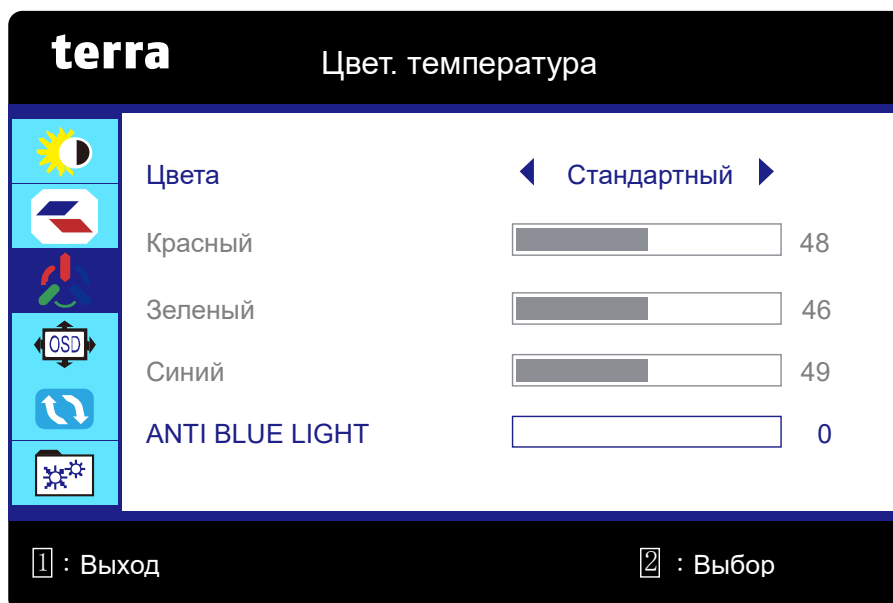 terra
Цвет. температура
Цвета Стандартный
Красный 48
Зеленый 46
OSD
Синий 49
ANTI BLUE LIGHT 0
1 : Выход 2 : Выбор